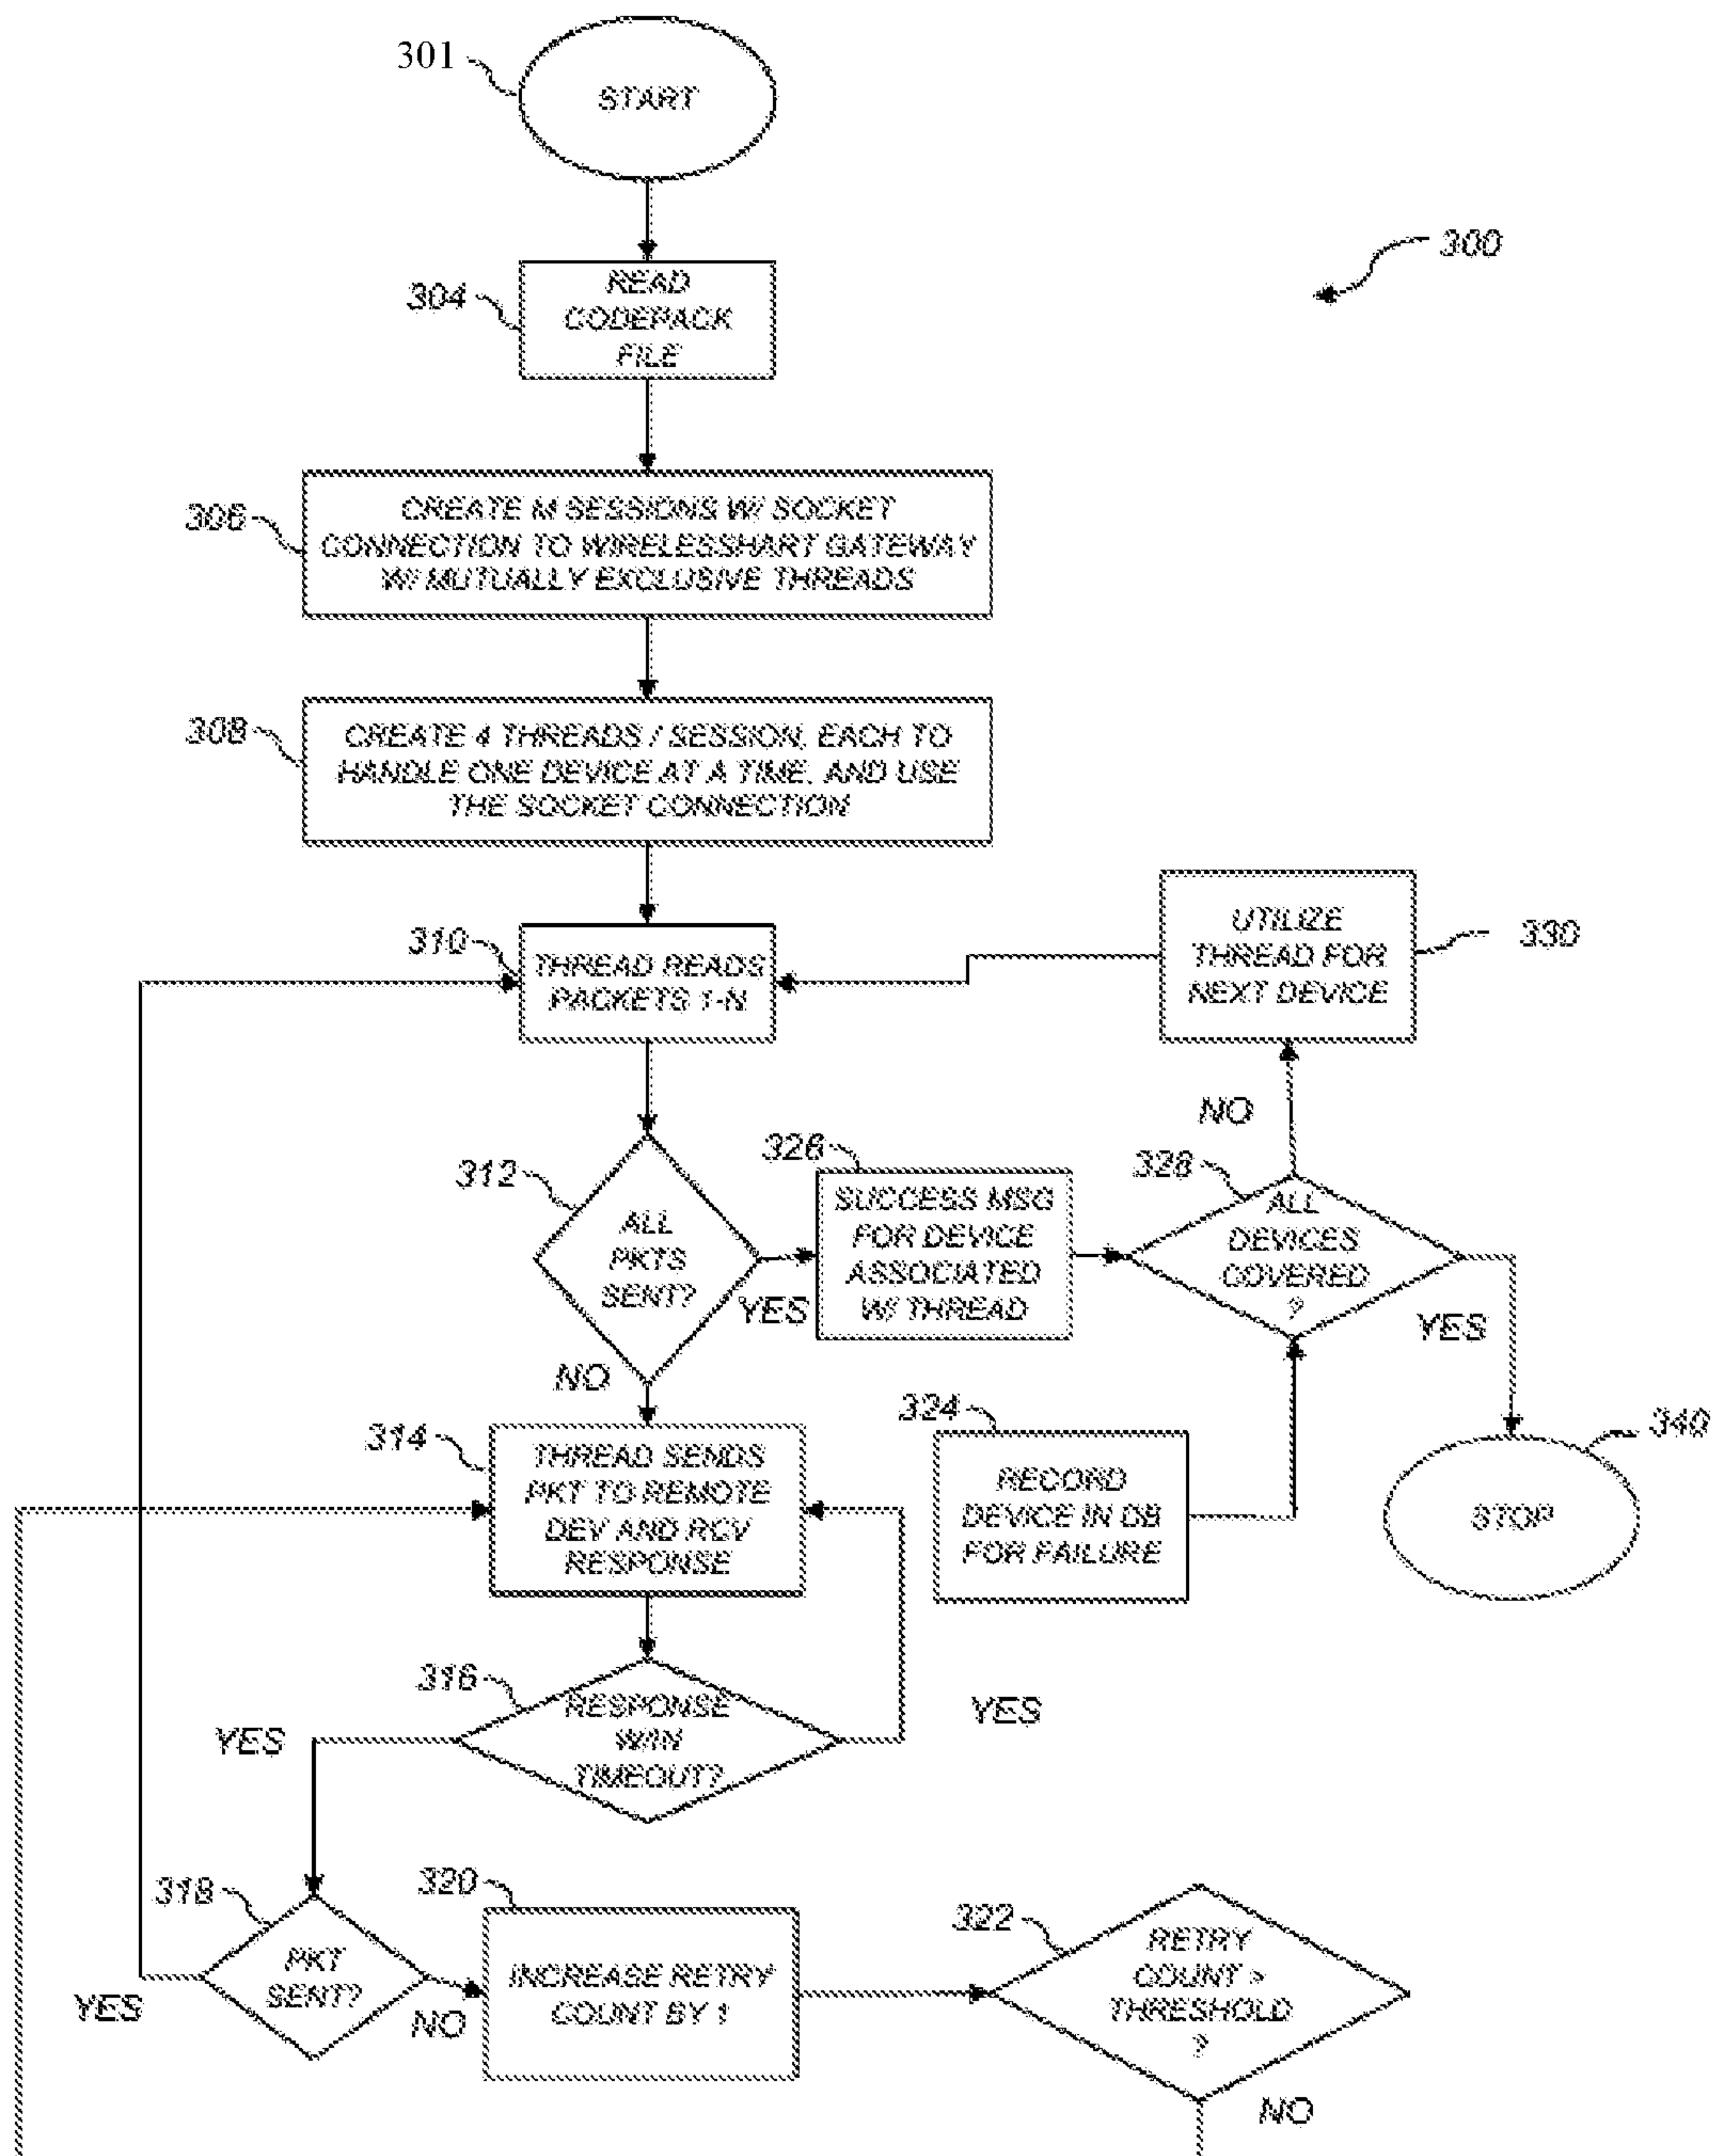 301
START
300
304
READ
CODEPACK
FILE
306
CREATE M SESSIONS W/ SOCKET
CONNECTION TO WIRELESSHART GATEWAY
W/ MUTUALLY EXCLUSIVE THREADS
308
CREATE 4 THREADS / SESSION, EACH TO
HANDLE ONE DEVICE AT A TIME, AND USE
THE SOCKET CONNECTION
310
THREAD READS
PACKETS 1-N
UTILIZE
THREAD FOR
NEXT DEVICE
330
NO
312
ALL
PKTS
SENT?
YES
NO
326
SUCCESS MSG
FOR DEVICE
ASSOCIATED
W/ THREAD
328
ALL
DEVICES
COVERED
?
YES
314
THREAD SENDS
PKT TO REMOTE
DEV AND RCV
RESPONSE
324
RECORD
DEVICE IN DB
FOR FAILURE
340
STOP
316
RESPONSE
W/IN
TIMEOUT?
YES
YES
318
PKT
SENT?
YES
NO
320
INCREASE RETRY
COUNT BY 1
322
RETRY
COUNT >
THRESHOLD
?
NO